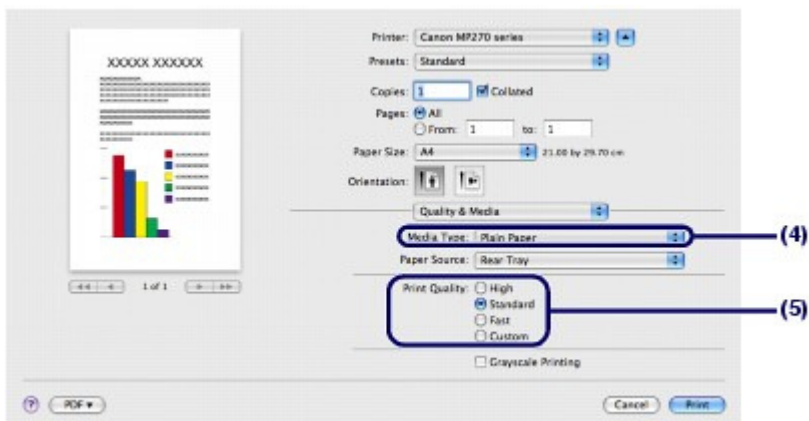 Printer: Canon MP270 series
XXXXX XXXXXX
Presets: Standard
Copies: 1 Collated
Pages: All
From: 1 to: 1
Paper Size: A4 21.00 by 29.70 cm
Orientation:
Quality & Media
Media Type: Plain Paper (4)
Paper Source: Rear Tray
1 of 1
Print Quality: High
Standard (5)
Fast
Custom
Grayscale Printing
? PDF Cancel Print